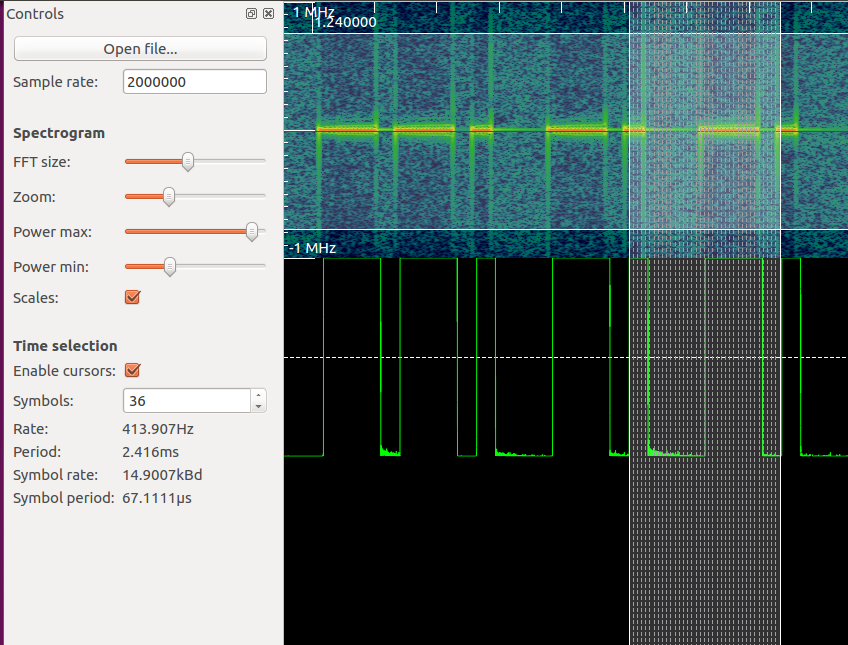 Controls
Open file...
Sample rate: 2000000
Spectrogram
FFT size:
Zoom:
Power max:
Power min:
Scales:
Time selection
Enable cursors:
Symbols: 36
Rate: 413.907Hz
Period: 2.416ms
Symbol rate: 14.9007kBd
Symbol period: 67.1111µs
1 MHz
1.240000
-1 MHz